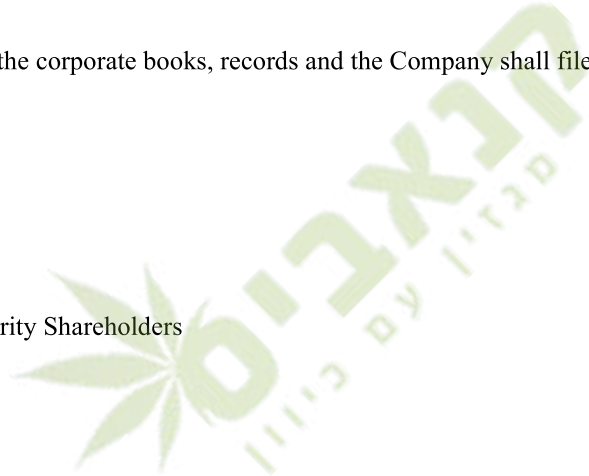 the corporate books, records and the Company shall file
rity Shareholders
קנאביס
מגזין עם כיוון